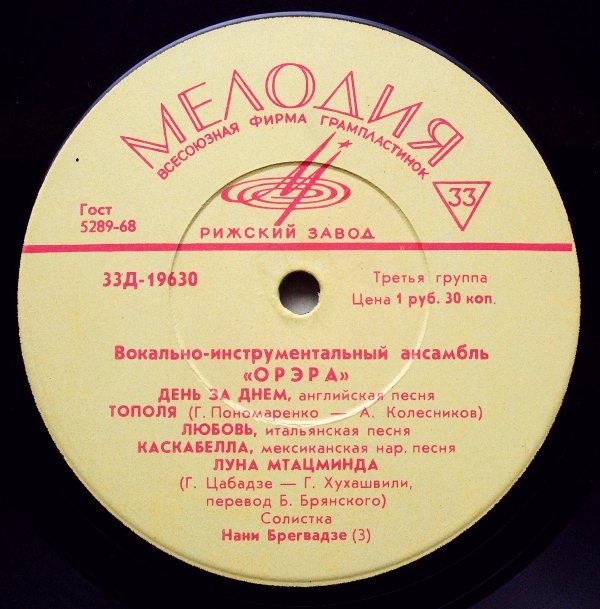 МЕЛОДИЯ
ВСЕСОЮЗНАЯ ФИРМА ГРАМПЛАСТИНОК
33
Гост
5289-68
РИЖСКИЙ ЗАВОД
33Д-19630
Третья группа
Цена 1 руб. 30 коп.
Вокально-инструментальный ансамбль
«ОРЭРА»
ДЕНЬ ЗА ДНЕМ, английская песня
ТОПОЛЯ (Г. Пономаренко — А. Колесников)
ЛЮБОВЬ, итальянская песня
КАСКАБЕЛЛА, мексиканская нар. песня
ЛУНА МТАЦМИНДА
(Г. Цабадзе — Г. Хухашвили,
перевод Б. Брянского)
Солистка
Нани Брегвадзе (3)